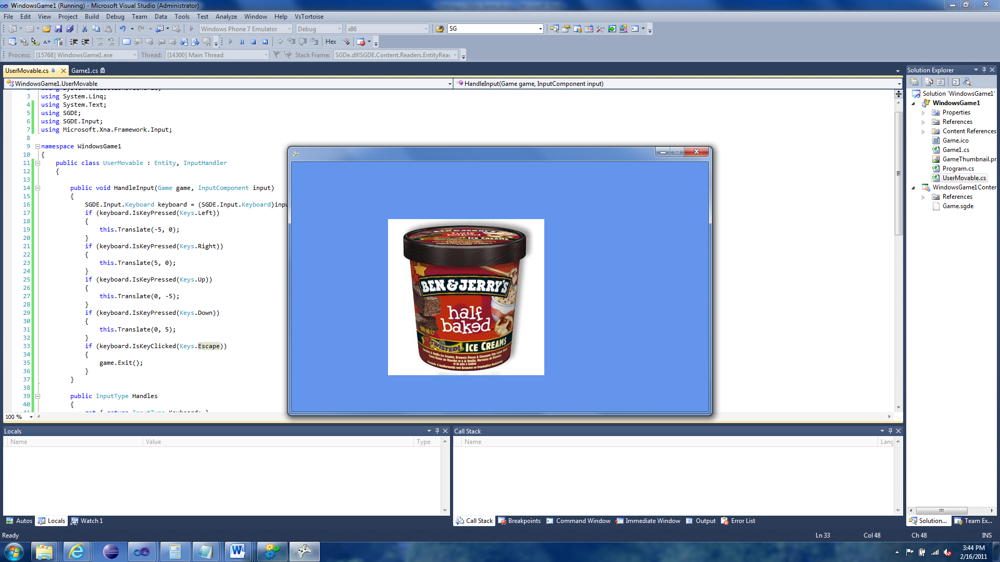 WindowsGame1 (Running) - Microsoft Visual Studio (Administrator)
File Edit View Project Build Debug Team Data Tools Test Analyze Window Help VsTortoise
Windows Phone 7 Emulator Debug x86 SG
Hex
Process: [15768] WindowsGame1.exe Thread: [14300] Main Thread Stack Frame: SGDe.dll!SGDE.Content.Readers.EntityRea
UserMovable.cs Game1.cs
WindowsGame1.UserMovable HandleInput(Game game, InputComponent input)
3 using System.Linq;
4 using System.Text;
5 using SGDE;
6 using SGDE.Input;
7 using Microsoft.Xna.Framework.Input;
8
9 namespace WindowsGame1
10 {
11 public class UserMovable : Entity, InputHandler
12 {
13
14 public void HandleInput(Game game, InputComponent input)
15 {
16 SGDE.Input.Keyboard keyboard = (SGDE.Input.Keyboard)inpu
17 if (keyboard.IsKeyPressed(Keys.Left))
18 {
19 this.Translate(-5, 0);
20 }
21 if (keyboard.IsKeyPressed(Keys.Right))
22 {
23 this.Translate(5, 0);
24 }
25 if (keyboard.IsKeyPressed(Keys.Up))
26 {
27 this.Translate(0, -5);
28 }
29 if (keyboard.IsKeyPressed(Keys.Down))
30 {
31 this.Translate(0, 5);
32 }
33 if (keyboard.IsKeyClicked(Keys.Escape))
34 {
35 game.Exit();
36 }
37 }
38
39 public InputType Handles
40 {
100 %
BEN & JERRY'S
half
baked
ICE CREAMS
BEN & JERRY'S
half
baked
500 ml e
2 TWISTED! ICE CREAMS
Solution Explorer
Solution 'WindowsGame1'
WindowsGame1
Properties
References
Content References
Game.ico
Game1.cs
GameThumbnail.pr
Program.cs
UserMovable.cs
WindowsGame1Conter
References
Game.sgde
Locals
Name Value Type
Call Stack
Name Lang
Autos Locals Watch 1
Call Stack Breakpoints Command Window Immediate Window Output Error List
Solution... Team Ex...
Ready Ln 33 Col 48 Ch 48 INS
3:44 PM
2/16/2011